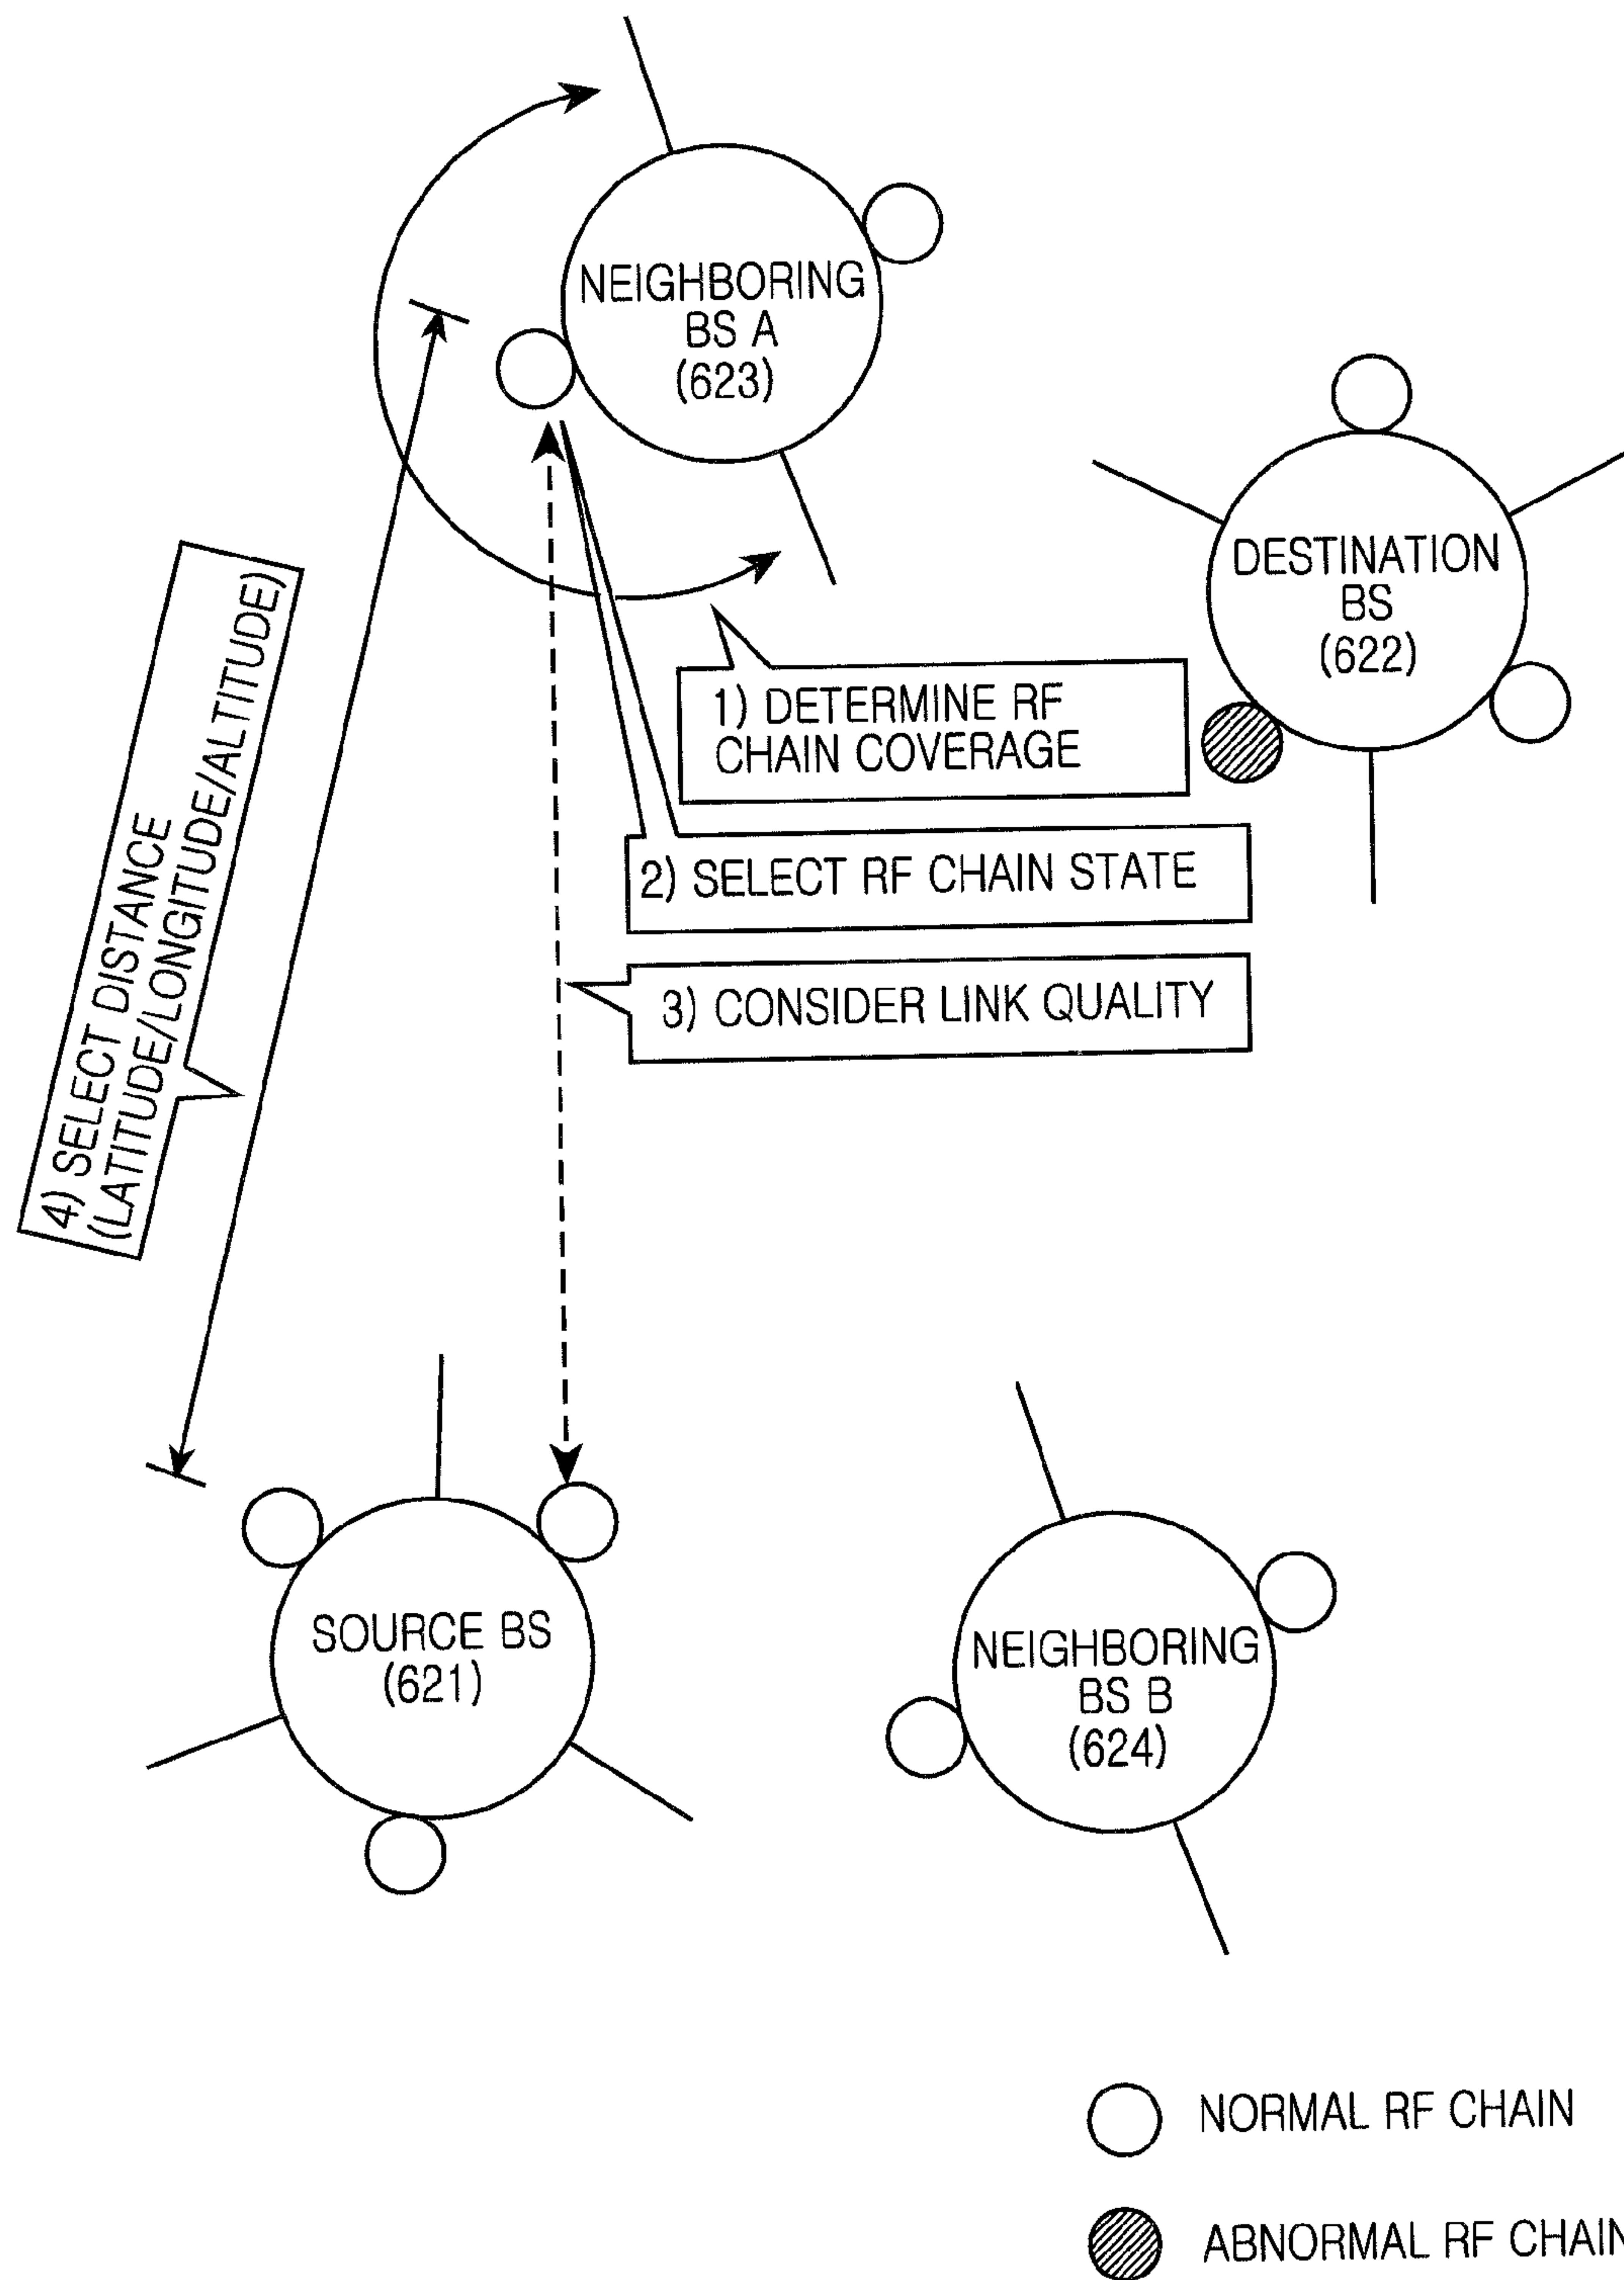 NEIGHBORING
BS A
(623)
DESTINATION
BS
(622)
1) DETERMINE RF
CHAIN COVERAGE
2) SELECT RF CHAIN STATE
3) CONSIDER LINK QUALITY
4) SELECT DISTANCE
(LATITUDE/LONGITUDE/ALTITUDE)
SOURCE BS
(621)
NEIGHBORING
BS B
(624)
NORMAL RF CHAIN
ABNORMAL RF CHAIN